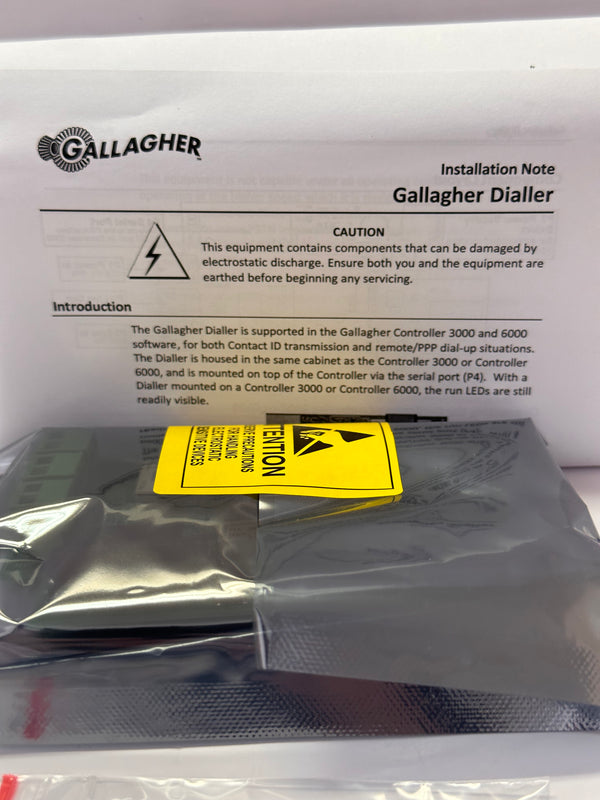 GALLAGHER
Installation Note
Gallagher Dialler
CAUTION
This equipment contains components that can be damaged by
electrostatic discharge. Ensure both you and the equipment are
earthed before beginning any servicing.
Introduction
The Gallagher Dialler is supported in the Gallagher Controller 3000 and 6000
software, for both Contact ID transmission and remote/PPP dial-up situations.
The Dialler is housed in the same cabinet as the Controller 3000 or Controller
6000, and is mounted on top of the Controller via the serial port (P4). With a
Dialler mounted on a Controller 3000 or Controller 6000, the run LEDs are still
readily visible.
TENTION
PRECAUTIONS
FOR HANDLING
ELECTROSTATIC
DEVICES